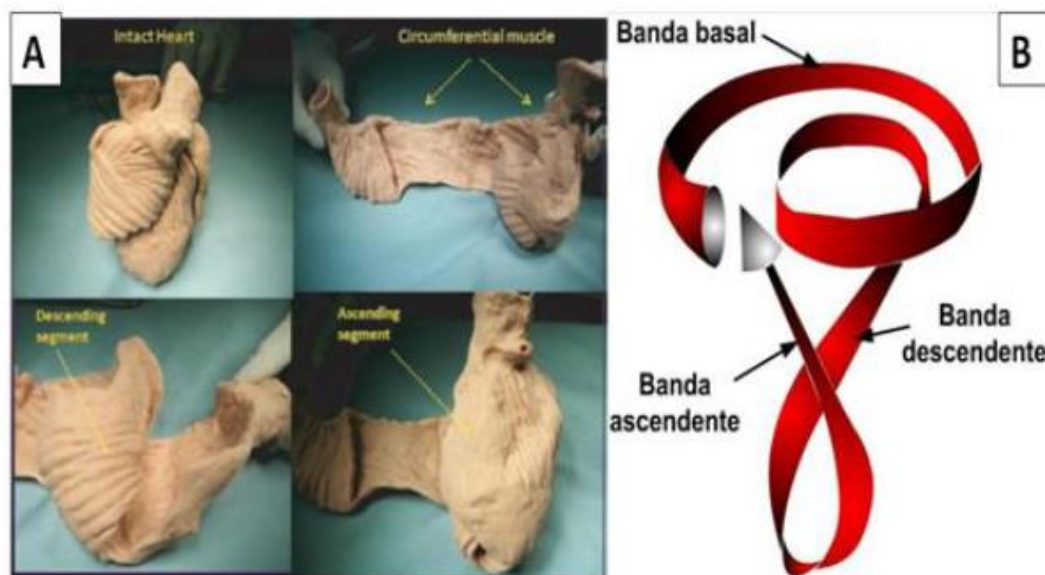 A
Intact Heart
Circumferential muscle
Descending
segment
Ascending
segment
B
Banda basal
Banda
descendente
Banda
ascendente